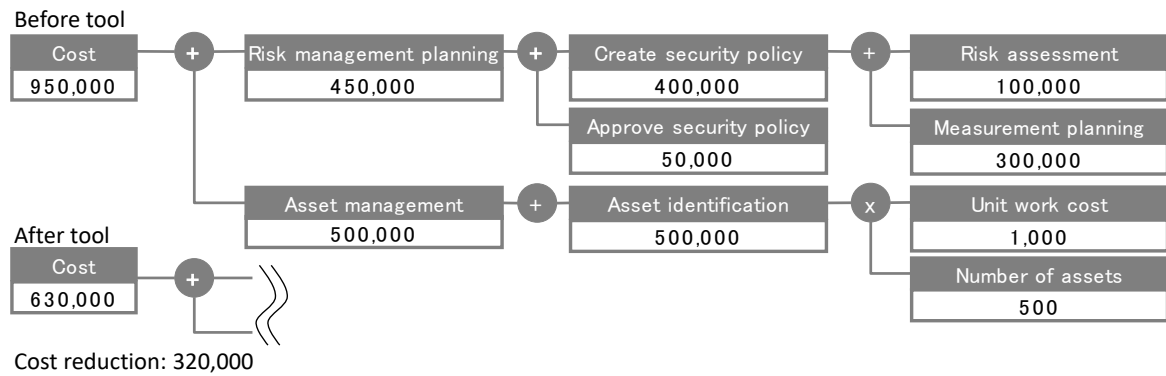 Before tool
Cost
950,000
+
Risk management planning
450,000
+
Create security policy
400,000
+
Risk assessment
100,000
Approve security policy
50,000
Measurement planning
300,000
Asset management
500,000
+
Asset identification
500,000
x
Unit work cost
1,000
Number of assets
500
After tool
Cost
630,000
+
Cost reduction: 320,000